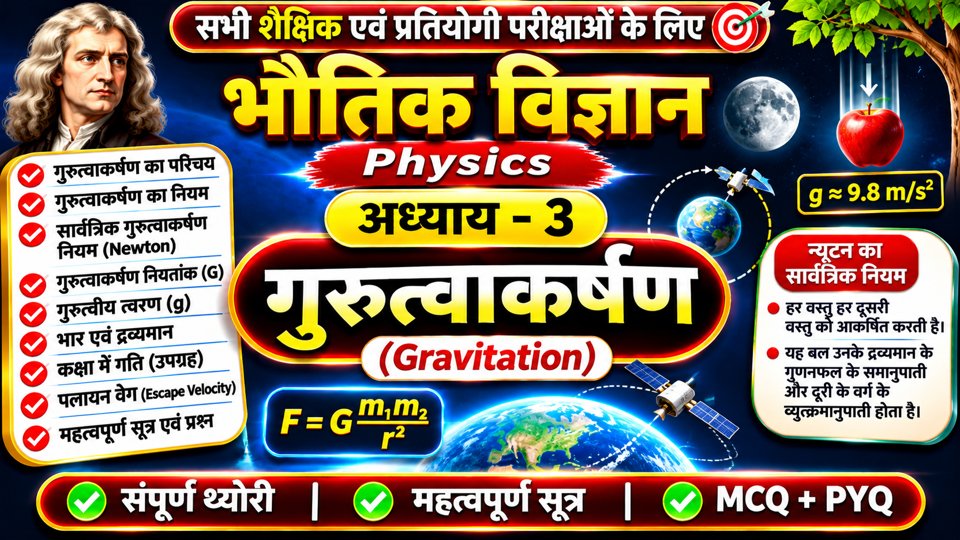 सभी शैक्षिक एवं प्रतियोगी परीक्षाओं के लिए
भौतिक विज्ञान
Physics
अध्याय - 3
गुरुत्वाकर्षण
(Gravitation)
गुरुत्वाकर्षण का परिचय
गुरुत्वाकर्षण का नियम
सार्वत्रिक गुरुत्वाकर्षण
नियम (Newton)
गुरुत्वाकर्षण नियतांक (G)
गुरुत्वीय त्वरण (g)
भार एवं द्रव्यमान
कक्षा में गति (उपग्रह)
पलायन वेग (Escape Velocity)
महत्वपूर्ण सूत्र एवं प्रश्न
F = G m₁m₂ / r²
g ≈ 9.8 m/s²
न्यूटन का
सार्वत्रिक नियम
हर वस्तु हर दूसरी
वस्तु को आकर्षित करती है।
यह बल उनके द्रव्यमान के
गुणनफल के समानुपाती
और दूरी के वर्ग के
व्युत्क्रमानुपाती होता है।
संपूर्ण थ्योरी | महत्वपूर्ण सूत्र | MCQ + PYQ